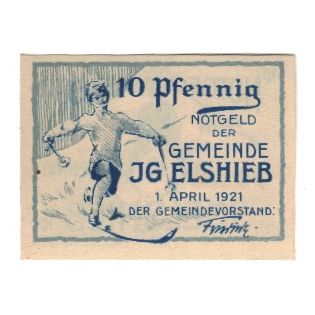 10 Pfennig
NOTGELD
DER
GEMEINDE
JGELSHIEB
1. APRIL 1921
DER GEMEINDEVORSTAND: